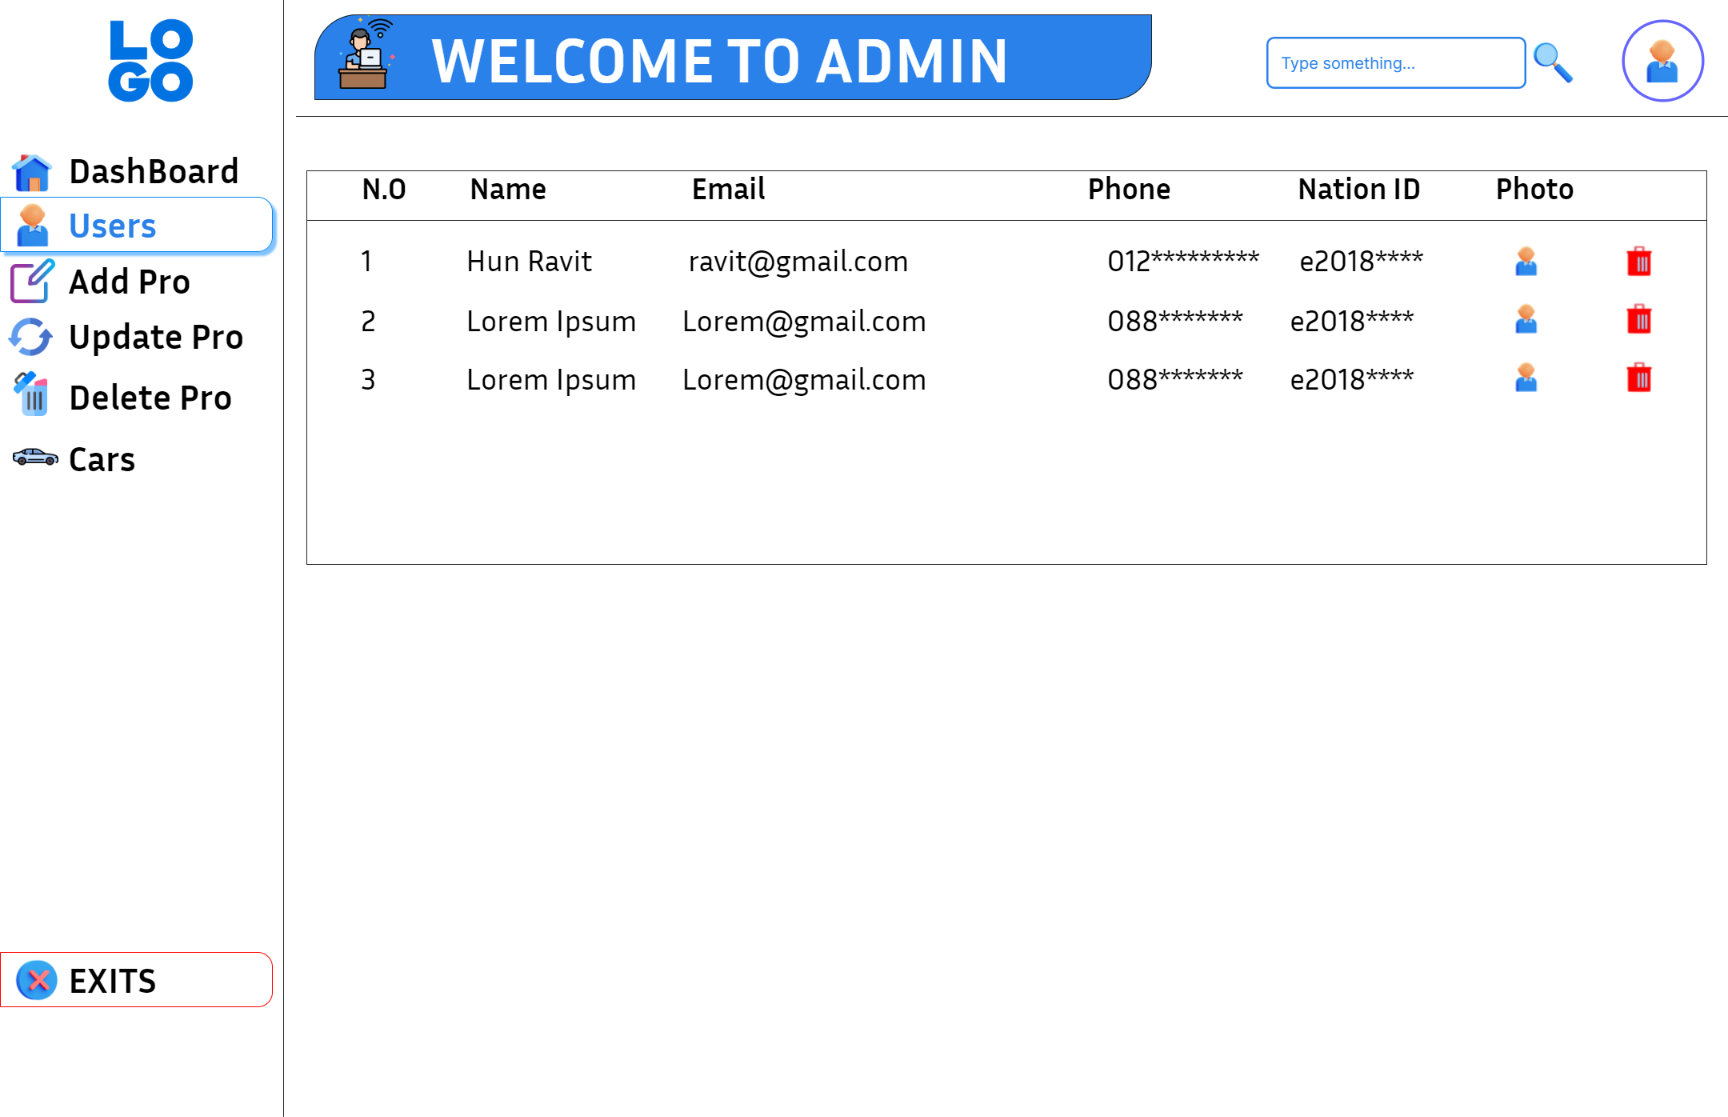 LO
GO
WELCOME TO ADMIN
Type something...
DashBoard
Users
Add Pro
Update Pro
Delete Pro
Cars
EXITS
N.O Name Email Phone Nation ID Photo
1 Hun Ravit ravit@gmail.com 012********* e2018****
2 Lorem Ipsum Lorem@gmail.com 088******* e2018****
3 Lorem Ipsum Lorem@gmail.com 088******* e2018****